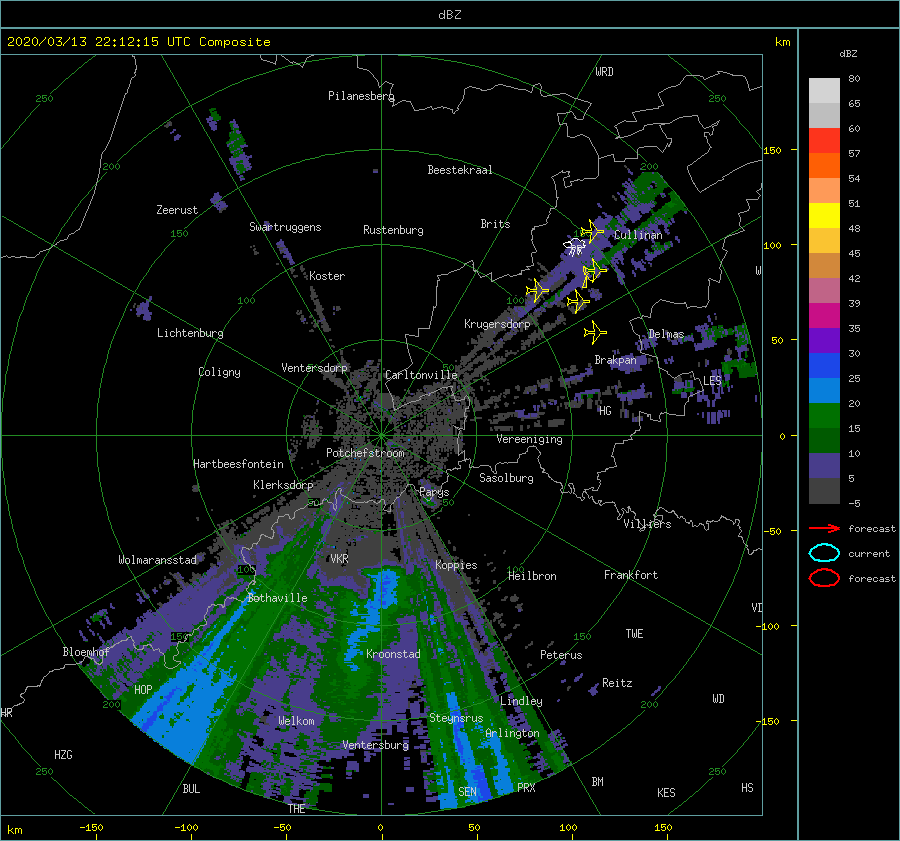 dBZ
2020/03/13 22:12:15 UTC Composite
km
dBZ
WRD
250
Pilanesberg
250
80
65
60
57
54
51
48
45
42
39
35
30
25
20
15
10
5
-5
150
200
Beestekraal
200
Zeerust
Swartruggens
150
Rustenburg
Brits
Cullinan
100
W
Koster
100
100
Lichtenburg
Krugersdorp
Delmas
50
Coligny
Ventersdorp
Carltonville
Brakpan
LES
HG
Vereeniging
0
Potchefstroom
Hartbeesfontein
Klerksdorp
Parys
Sasolburg
50
50
Villiers
-50
forecast
current
forecast
Wolmaransstad
VKR
Koppies
100
100
Heilbron
Frankfort
Bothaville
VI
-100
150
150
TWE
Bloemhof
Kroonstad
Peterus
HOP
Reitz
WD
200
Lindley
200
HR
Welkom
Steynsrus
-150
Arlington
HZG
Ventersburg
250
250
BUL
SEN
PRX
BM
KES
HS
THE
km
-150
-100
-50
0
50
100
150